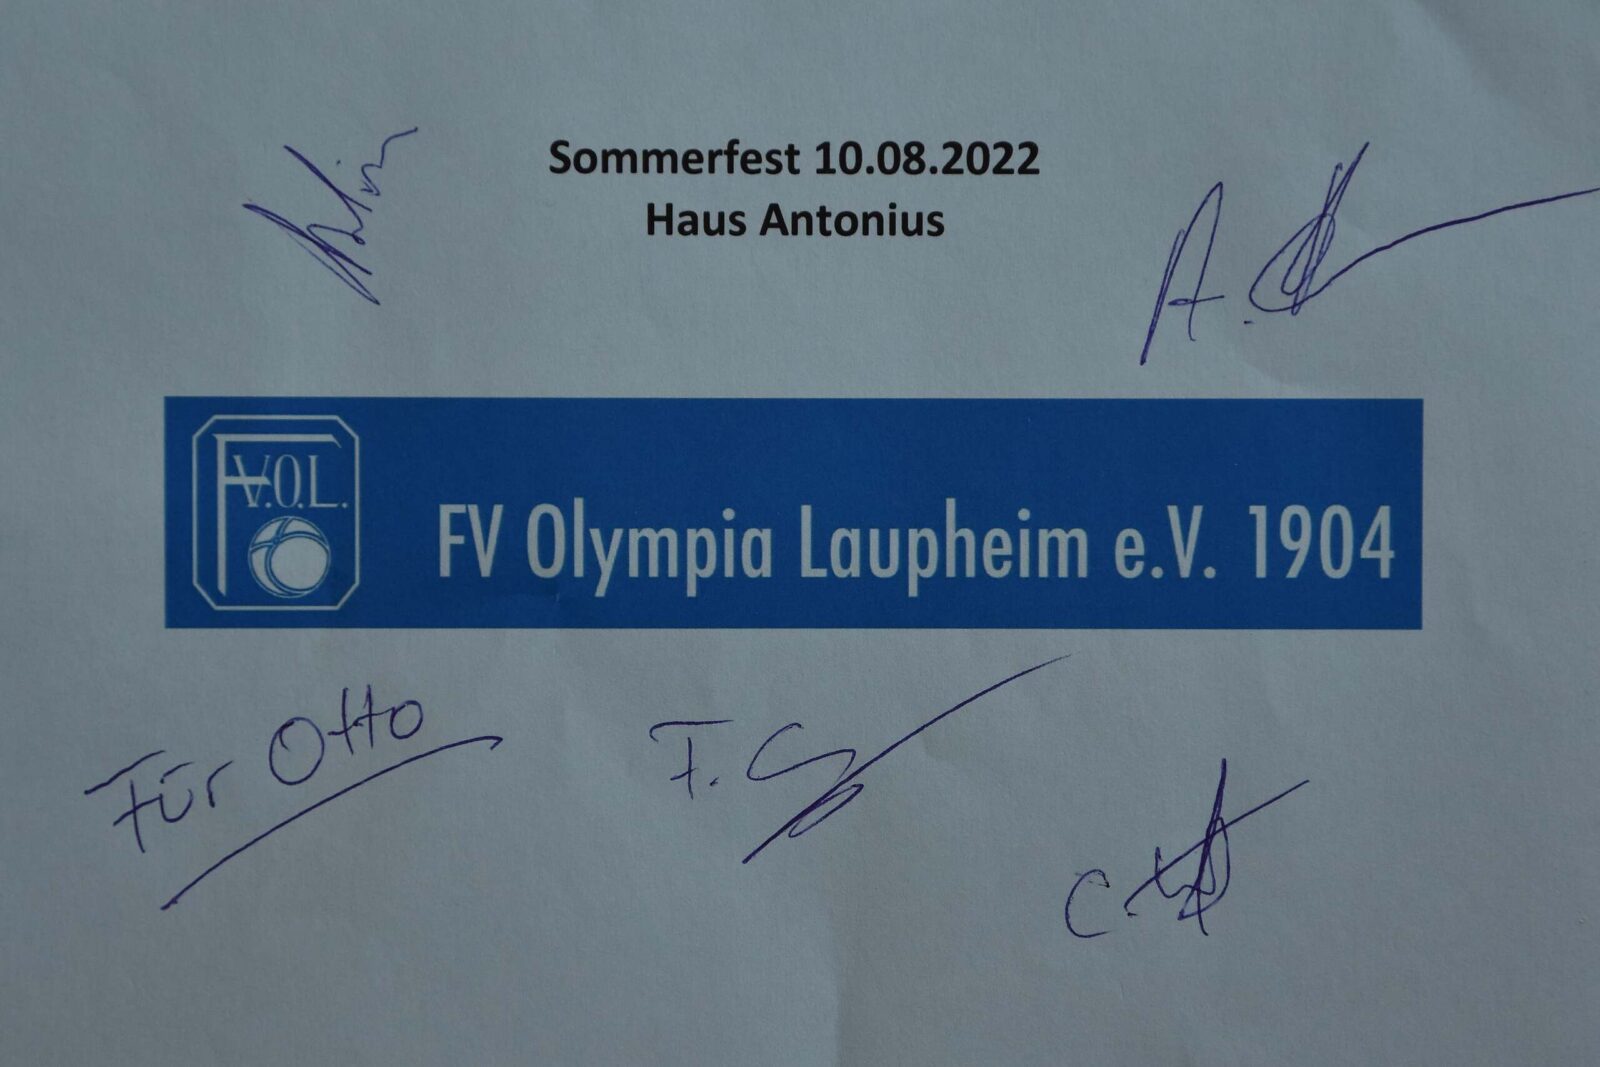 Sommerfest 10.08.2022
Haus Antonius
F.V.O.L.
FV Olympia Laupheim e.V. 1904
Für Otto